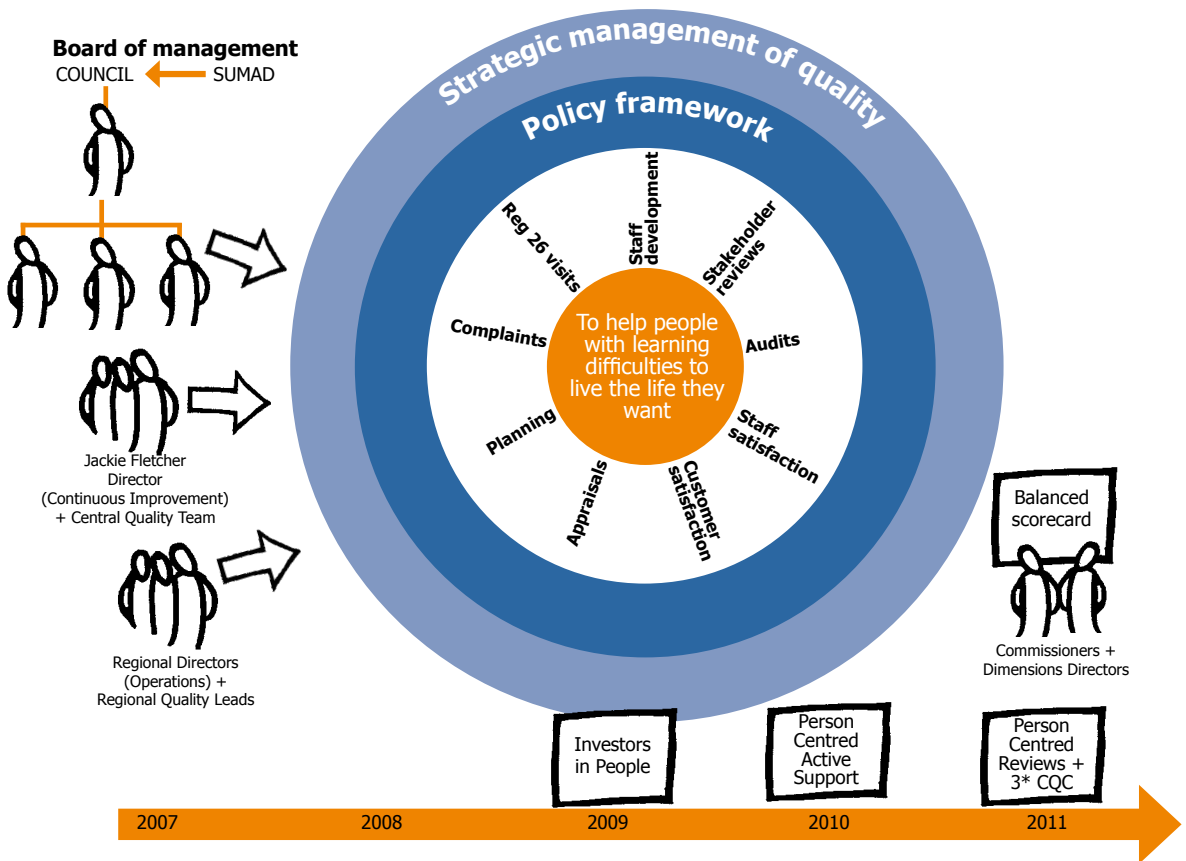 Board of management
COUNCIL
SUMAD
Strategic management of quality
Policy framework
Staff
development
Stakeholder
reviews
Audits
Staff
satisfaction
Customer
satisfaction
Appraisals
Planning
Complaints
Reg 26 visits
To help people
with learning
difficulties to
live the life they
want
Jackie Fletcher
Director
(Continuous Improvement)
+ Central Quality Team
Regional Directors
(Operations) +
Regional Quality Leads
Balanced
scorecard
Commissioners +
Dimensions Directors
Investors
in People
Person
Centred
Active
Support
Person
Centred
Reviews +
3* CQC
2007
2008
2009
2010
2011